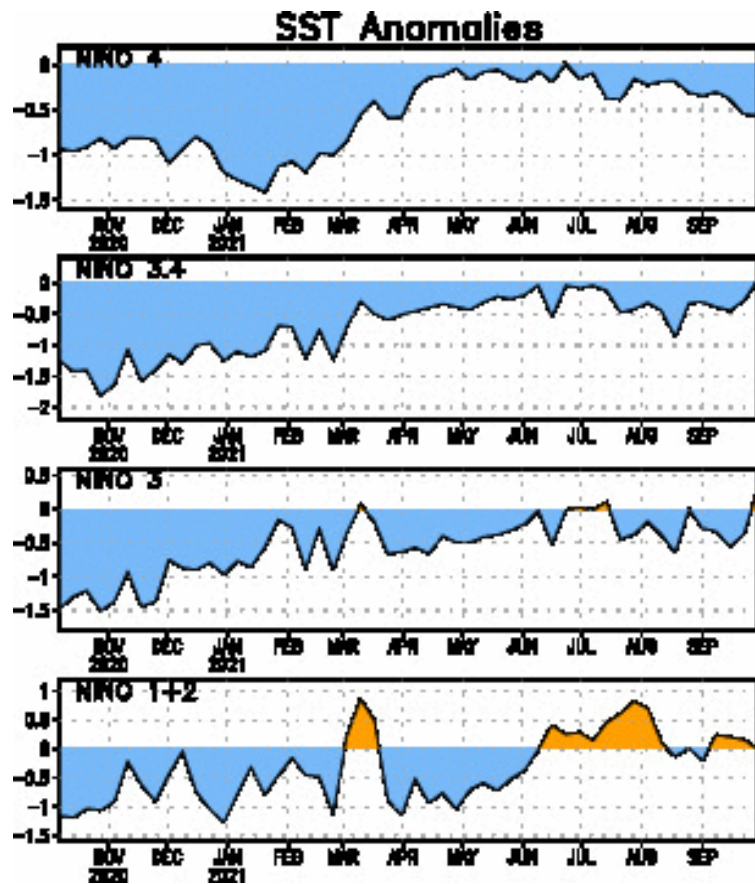 SST Anomalies
NINO 4
0
-0.5
-1
-1.5
NOV DEC JAN FEB MAR APR MAY JUN JUL AUG SEP
2020 2021
NINO 3.4
0
-0.5
-1
-1.5
-2
NOV DEC JAN FEB MAR APR MAY JUN JUL AUG SEP
2020 2021
NINO 3
0.5
0
-0.5
-1
-1.5
NOV DEC JAN FEB MAR APR MAY JUN JUL AUG SEP
2020 2021
NINO 1+2
1
0.5
0
-0.5
-1
-1.5
NOV DEC JAN FEB MAR APR MAY JUN JUL AUG SEP
2020 2021